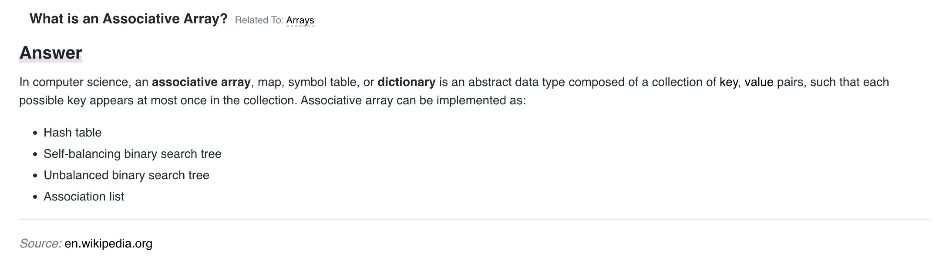 What is an Associative Array? Related To: Arrays
Answer
In computer science, an associative array, map, symbol table, or dictionary is an abstract data type composed of a collection of key, value pairs, such that each
possible key appears at most once in the collection. Associative array can be implemented as:
• Hash table
• Self-balancing binary search tree
• Unbalanced binary search tree
• Association list
Source: en.wikipedia.org